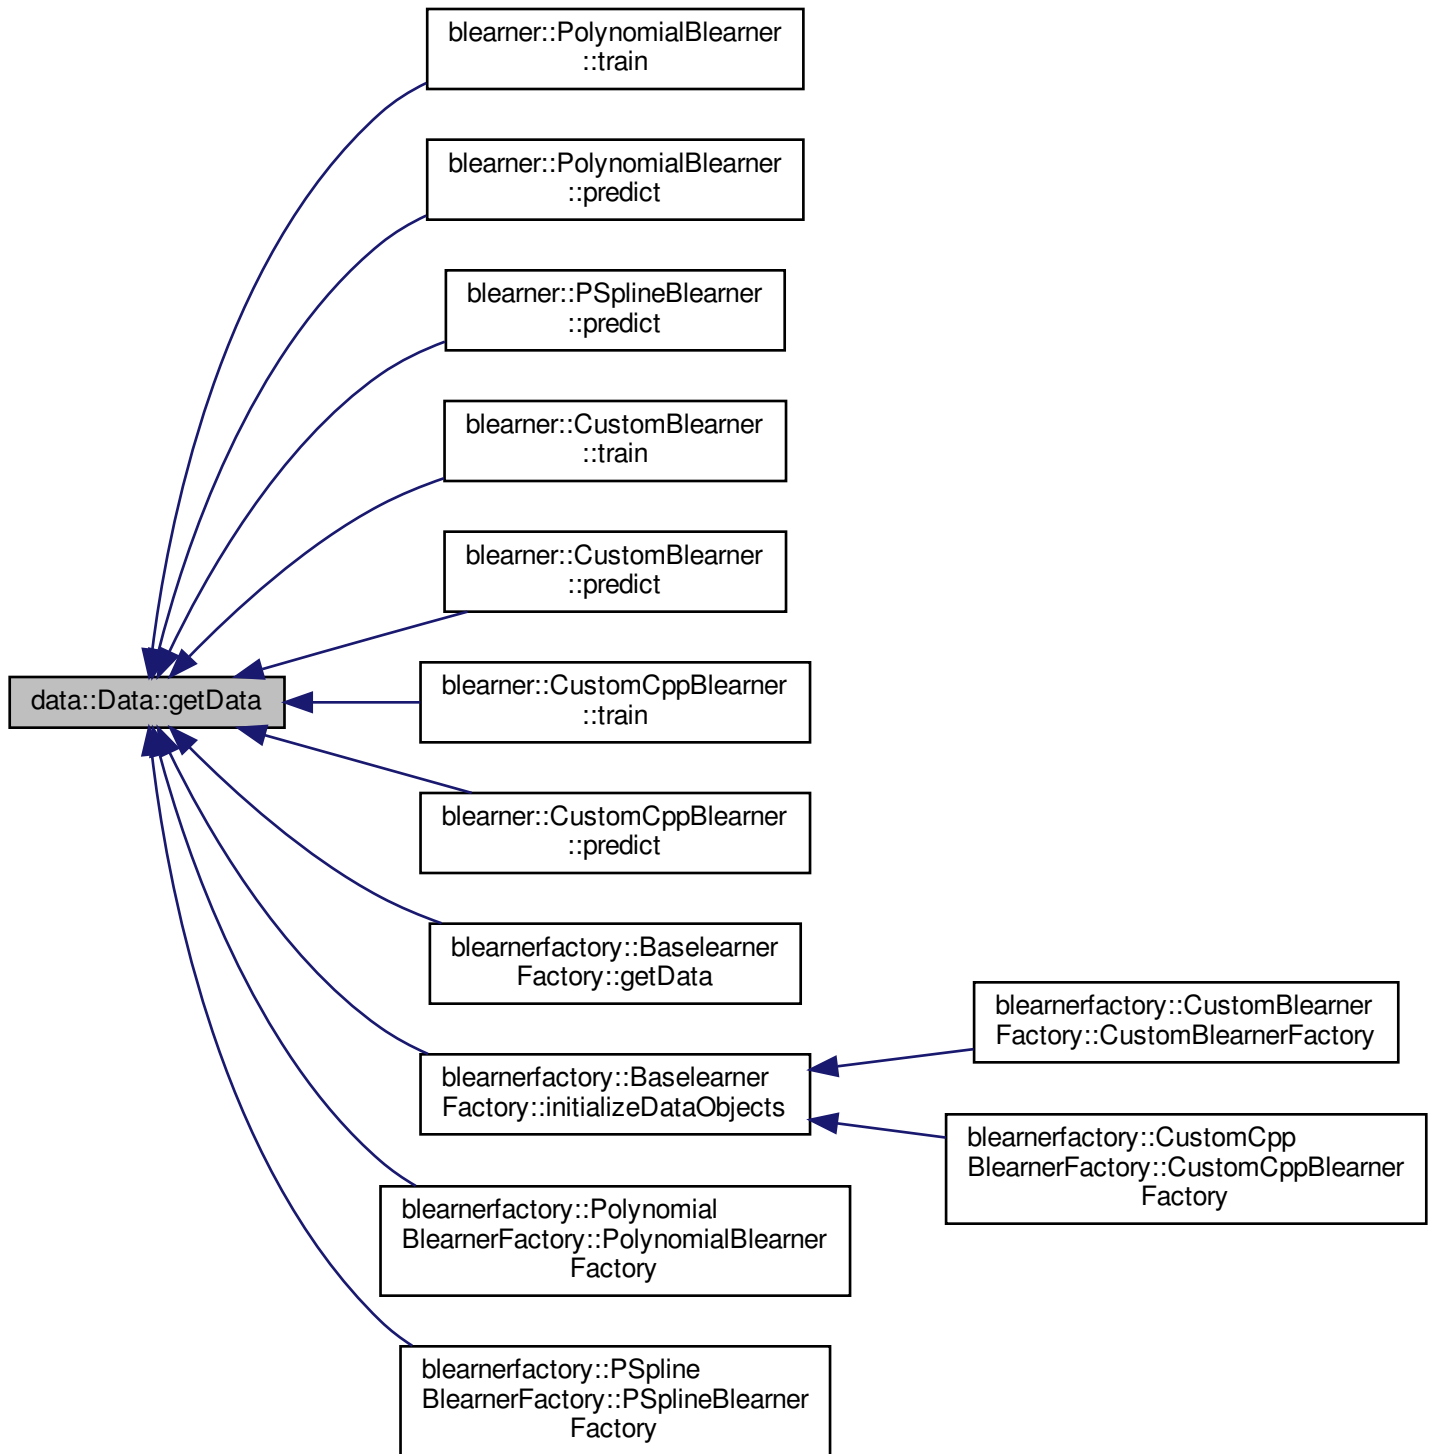 blearner::PolynomialBlearner
::train
blearner::PolynomialBlearner
::predict
blearner::PSplineBlearner
::predict
blearner::CustomBlearner
::train
blearner::CustomBlearner
::predict
data::Data::getData
blearner::CustomCppBlearner
::train
blearner::CustomCppBlearner
::predict
blearnerfactory::Baselearner
Factory::getData
blearnerfactory::Baselearner
Factory::initializeDataObjects
blearnerfactory::CustomBlearner
Factory::CustomBlearnerFactory
blearnerfactory::CustomCpp
BlearnerFactory::CustomCppBlearner
Factory
blearnerfactory::Polynomial
BlearnerFactory::PolynomialBlearner
Factory
blearnerfactory::PSpline
BlearnerFactory::PSplineBlearner
Factory